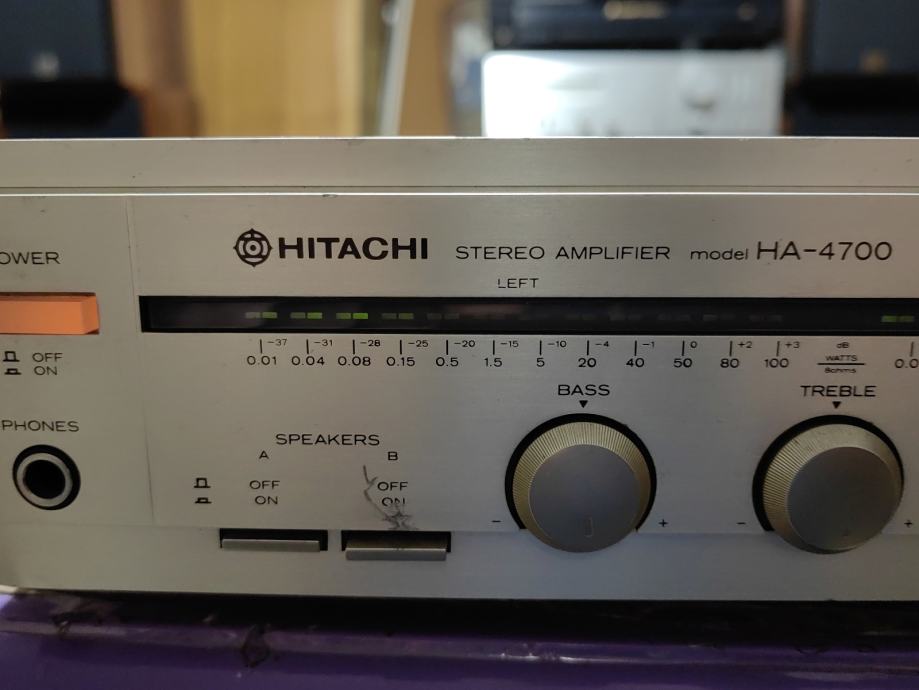 HITACHI STEREO AMPLIFIER model HA-4700
OWER
LEFT
-37 -31 -28 -25 -20 -15 -10 -4 -1 0 +2 +3 dB
0.01 0.04 0.08 0.15 0.5 1.5 5 20 40 50 80 100 WATTS 0.0
8ohms
OFF
ON
BASS TREBLE
PHONES
SPEAKERS
A B
OFF OFF
ON ON
- + - +